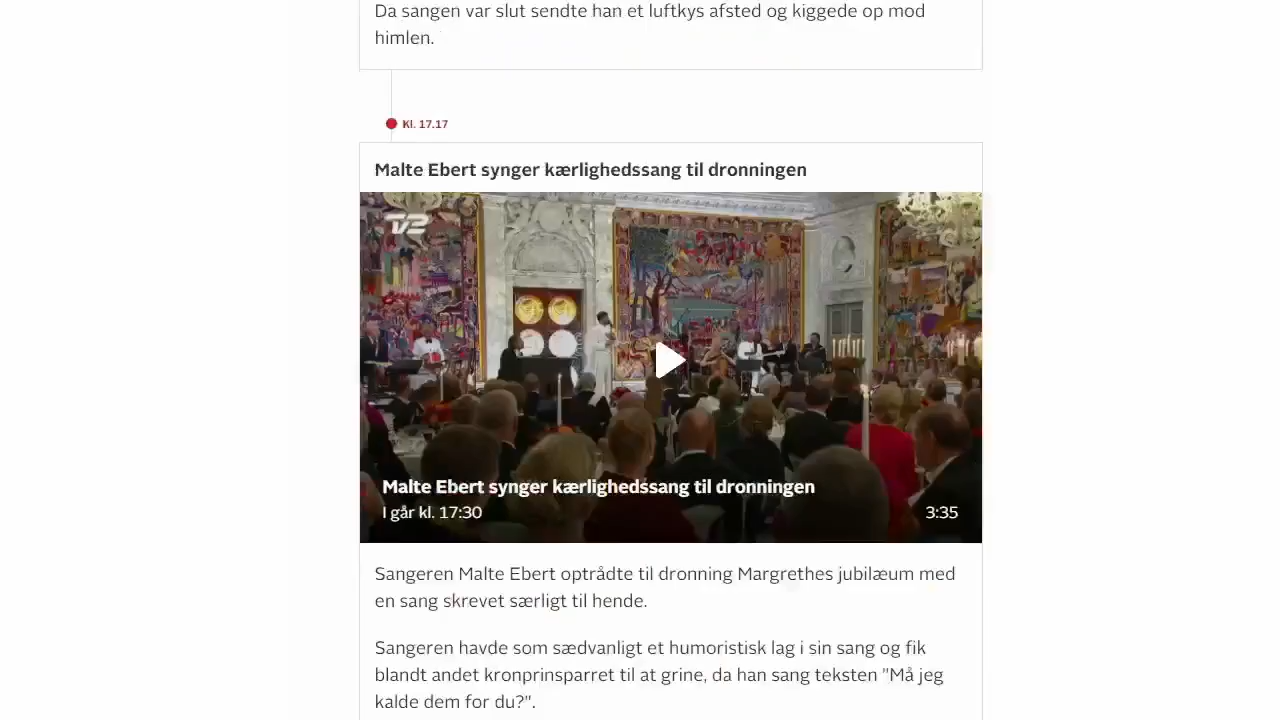 Da sangen var slut sendte han et luftkys afsted og kiggede op mod
himlen.
Kl. 17.17
Malte Ebert synger kærlighedssang til dronningen
TV2
Malte Ebert synger kærlighedssang til dronningen
I går kl. 17:30
3:35
Sangeren Malte Ebert optrådte til dronning Margrethes jubilæum med
en sang skrevet særligt til hende.
Sangeren havde som sædvanligt et humoristisk lag i sin sang og fik
blandt andet kronprinsparret til at grine, da han sang teksten "Må jeg
kalde dem for du?".